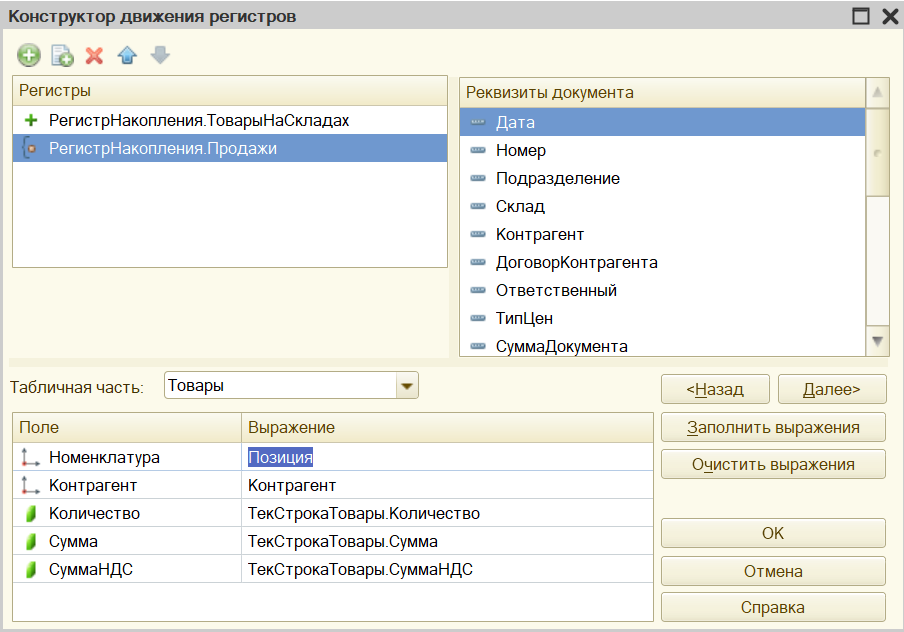 Конструктор движения регистров
Регистры
РегистрНакопления.ТоварыНаСкладах
РегистрНакопления.Продажи
Реквизиты документа
Дата
Номер
Подразделение
Склад
Контрагент
ДоговорКонтрагента
Ответственный
ТипЦен
СуммаДокумента
Табличная часть: Товары
<Назад Далее>
Поле Выражение
Номенклатура Позиция
Контрагент Контрагент
Количество ТекСтрокаТовары.Количество
Сумма ТекСтрокаТовары.Сумма
СуммаНДС ТекСтрокаТовары.СуммаНДС
Заполнить выражения
Очистить выражения
OK
Отмена
Справка